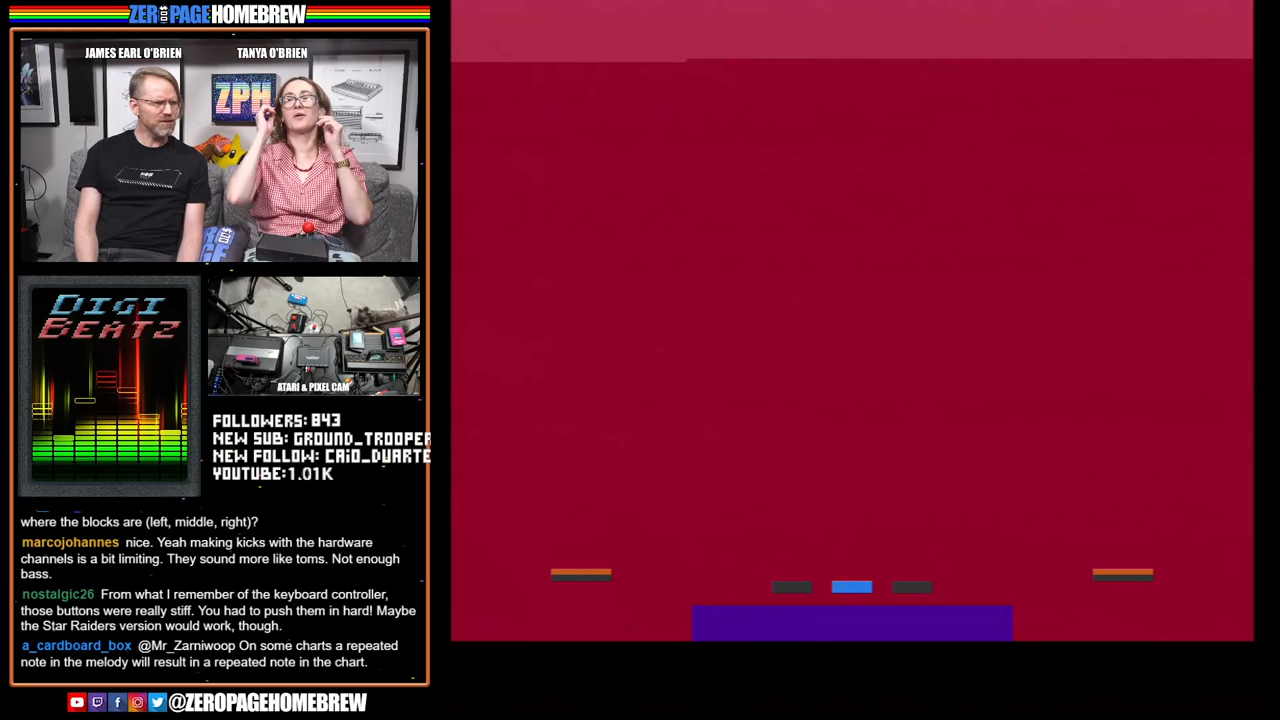 ZEROPAGE HOMEBREW
JAMES EARL O'BRIEN
TANYA O'BRIEN
ZPH
DIGI
BEATZ
ATARI & PIXEL CAM
FOLLOWERS: 843
NEW SUB: GROUND_TROOPER
NEW FOLLOW: CAIO_DUARTE
YOUTUBE:1.01K
where the blocks are (left, middle, right)?
marcojohannes nice. Yeah making kicks with the hardware
channels is a bit limiting. They sound more like toms. Not enough
bass.
nostalgic26 From what I remember of the keyboard controller,
those buttons were really stiff. You had to push them in hard! Maybe
the Star Raiders version would work, though.
a_cardboard_box @Mr_Zarniwoop On some charts a repeated
note in the melody will result in a repeated note in the chart.
@ZEROPAGEHOMEBREW